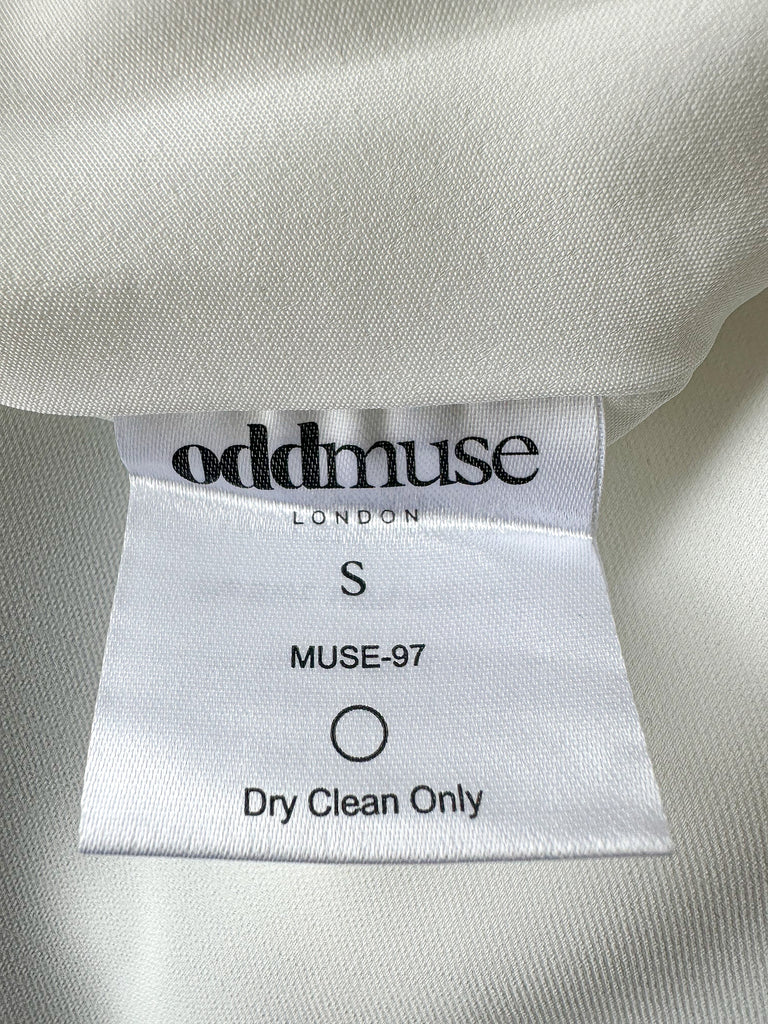 oddmuse
LONDON
S
MUSE-97
Dry Clean Only